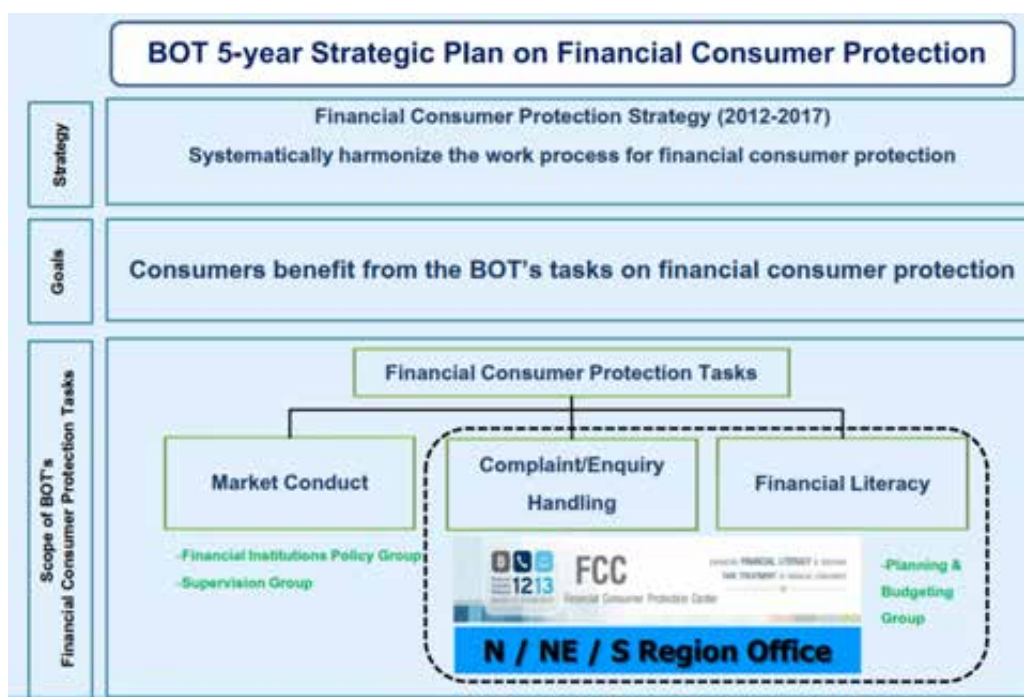 BOT 5-year Strategic Plan on Financial Consumer Protection
Strategy
Financial Consumer Protection Strategy (2012-2017)
Systematically harmonize the work process for financial consumer protection
Goals
Consumers benefit from the BOT's tasks on financial consumer protection
Scope of BOT's
Financial Consumer Protection Tasks
Financial Consumer Protection Tasks
Market Conduct
Complaint/Enquiry
Handling
Financial Literacy
-Financial Institutions Policy Group
-Supervision Group
1213
FCC
Financial Consumer Protection Center
FINANCIAL LITERACY
FAIR TREATMENT
-Planning &
Budgeting
Group
N / NE / S Region Office